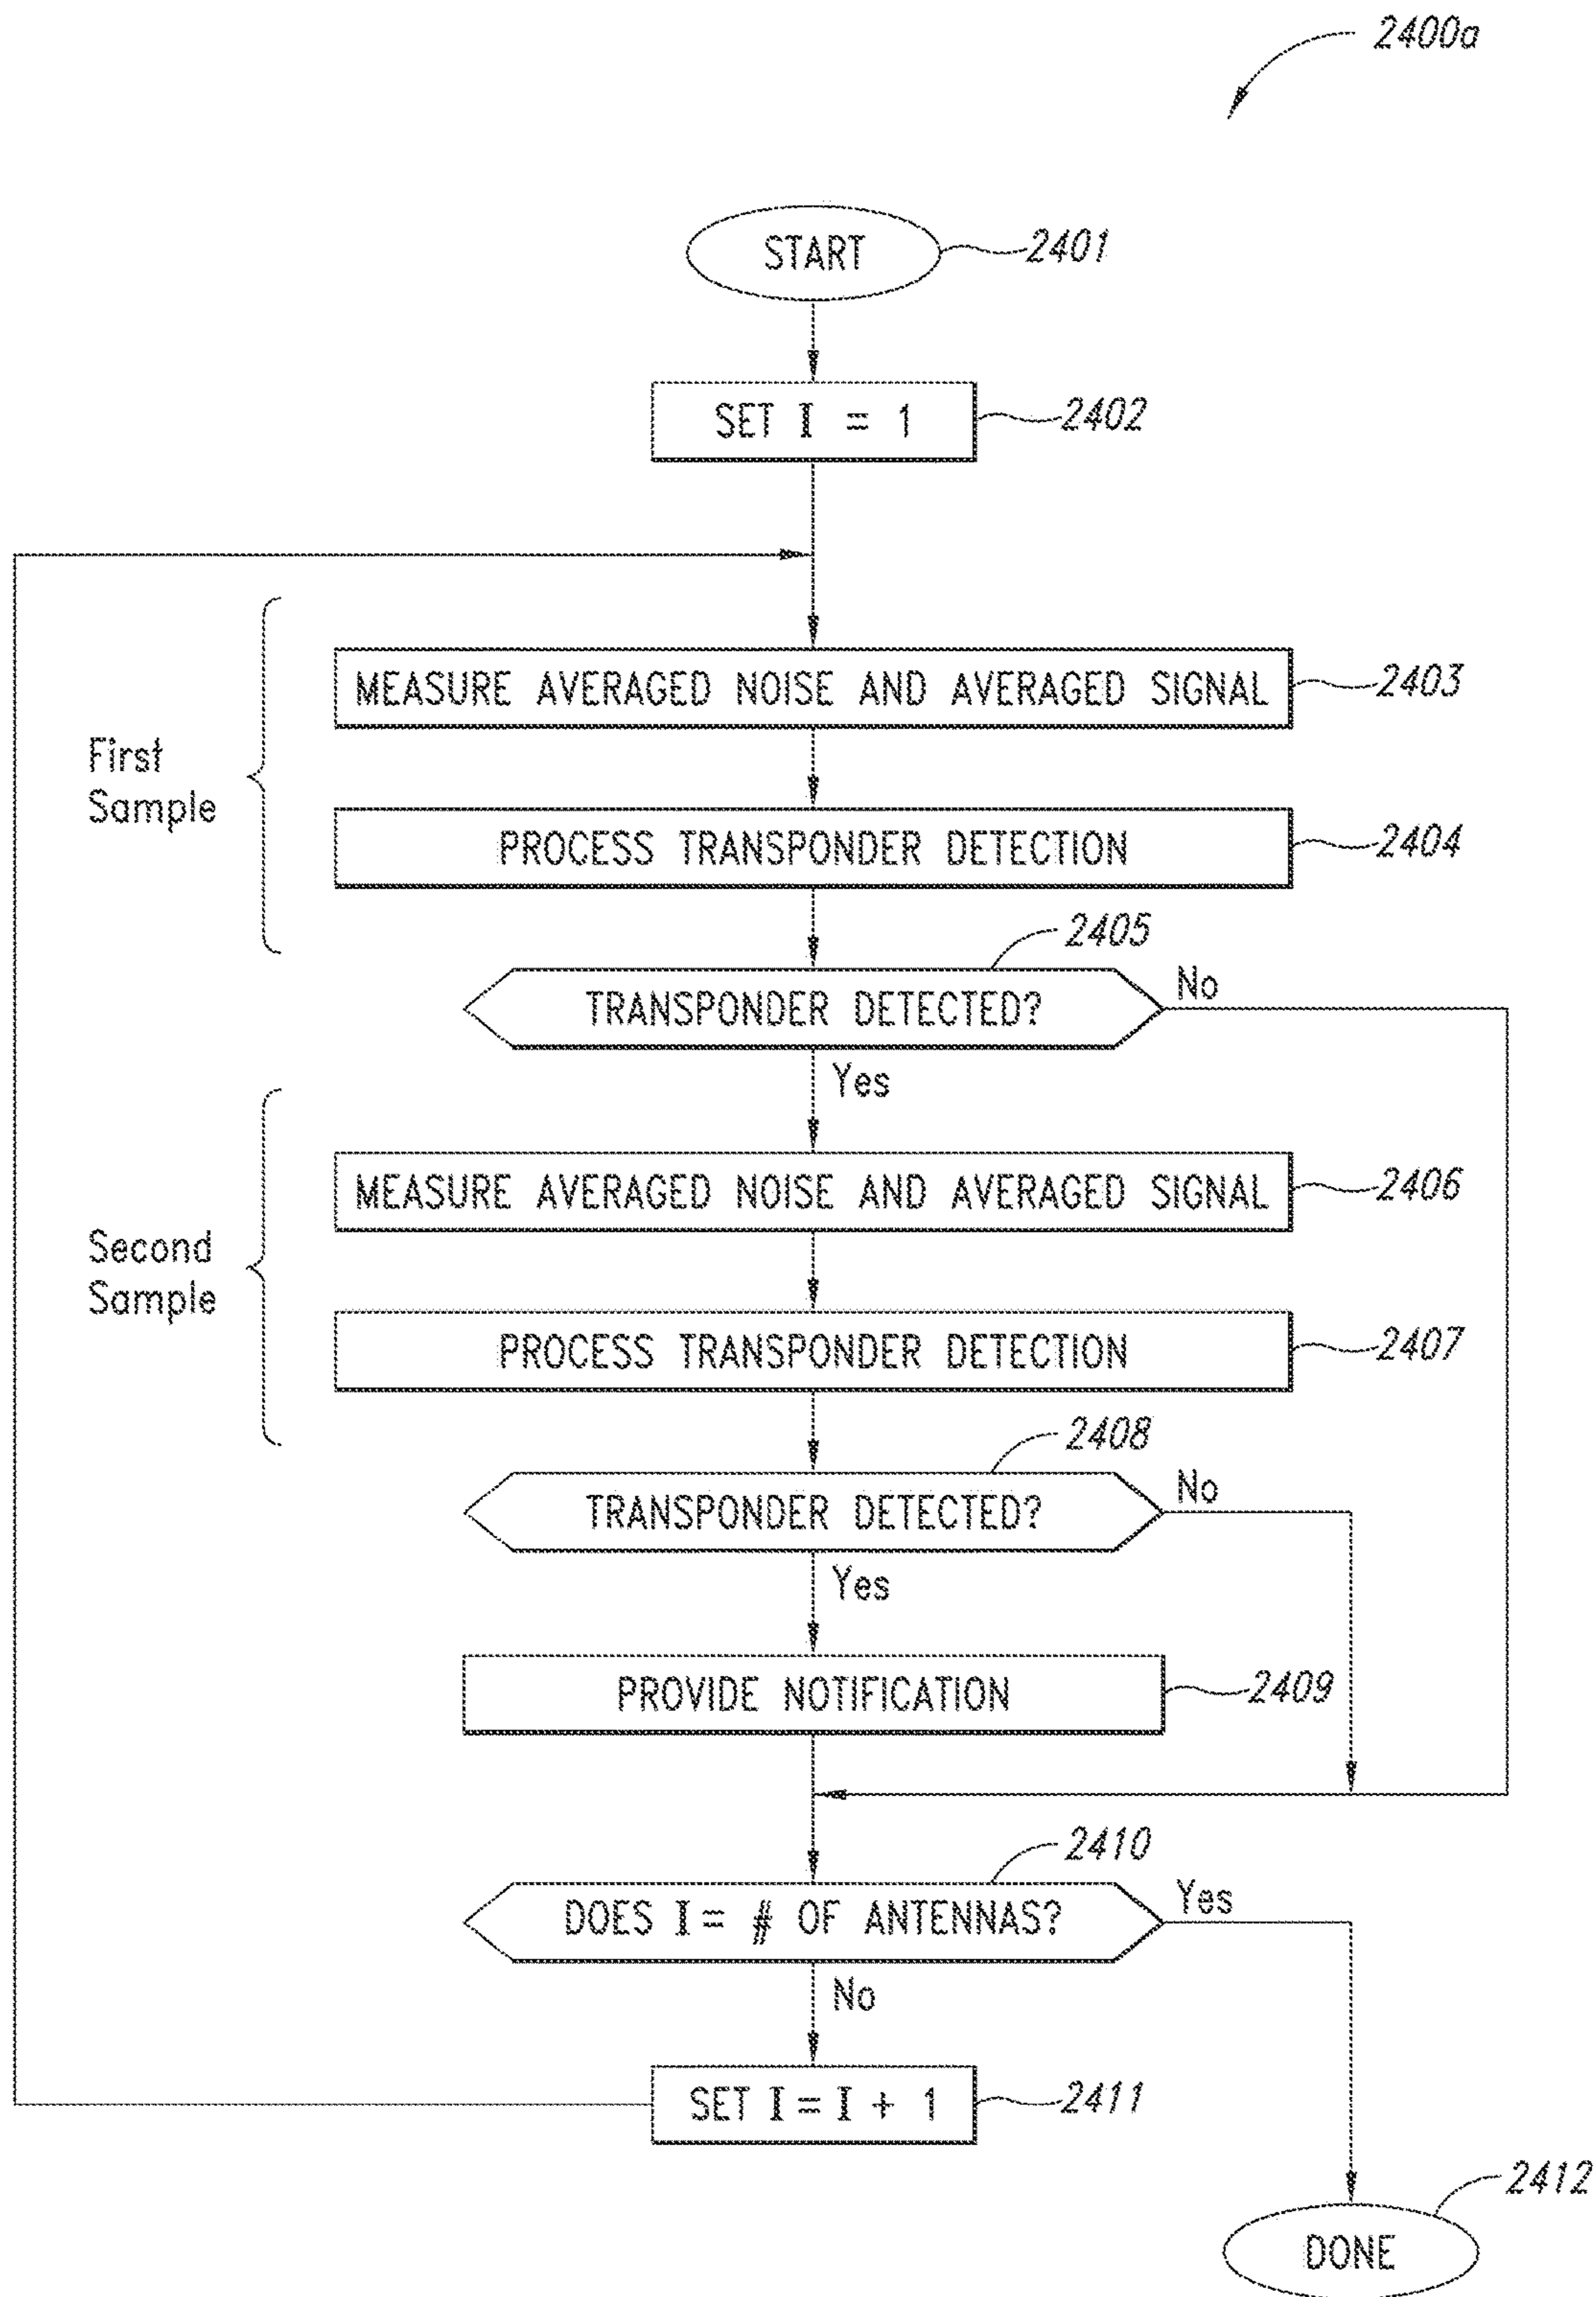 2400a
START
2401
SET I = 1
2402
MEASURE AVERAGED NOISE AND AVERAGED SIGNAL
2403
First
Sample
PROCESS TRANSPONDER DETECTION
2404
2405
TRANSPONDER DETECTED?
No
Yes
MEASURE AVERAGED NOISE AND AVERAGED SIGNAL
2406
Second
Sample
PROCESS TRANSPONDER DETECTION
2407
2408
TRANSPONDER DETECTED?
No
Yes
PROVIDE NOTIFICATION
2409
2410
DOES I = # OF ANTENNAS?
Yes
No
SET I = I + 1
2411
2412
DONE